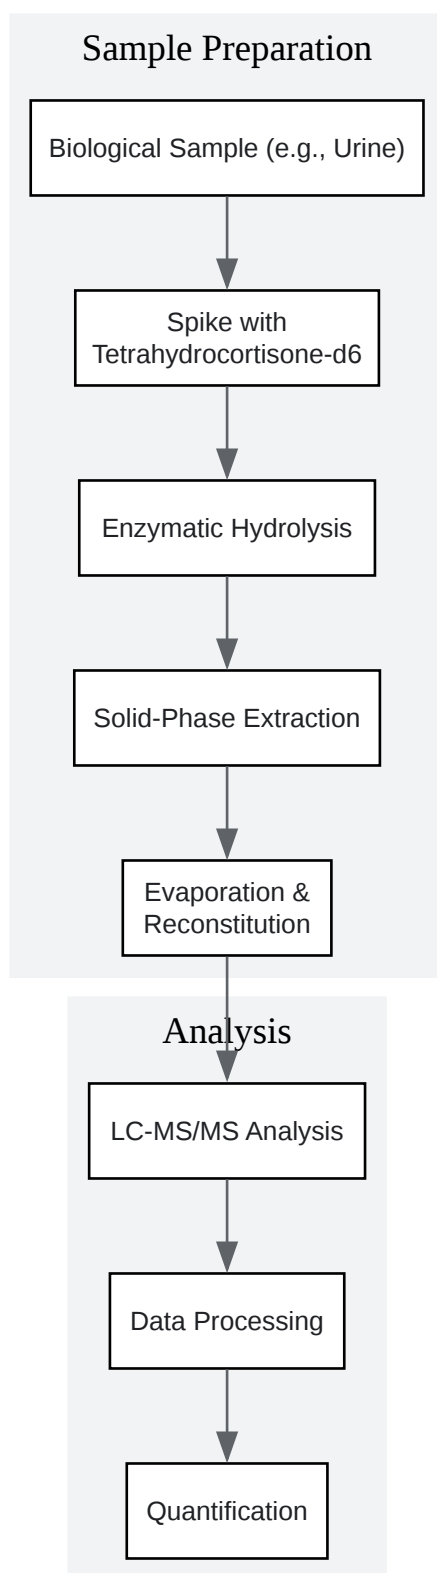 Sample Preparation
Biological Sample (e.g., Urine)
Spike with
Tetrahydrocortisone-d6
Enzymatic Hydrolysis
Solid-Phase Extraction
Evaporation &
Reconstitution
Analysis
LC-MS/MS Analysis
Data Processing
Quantification